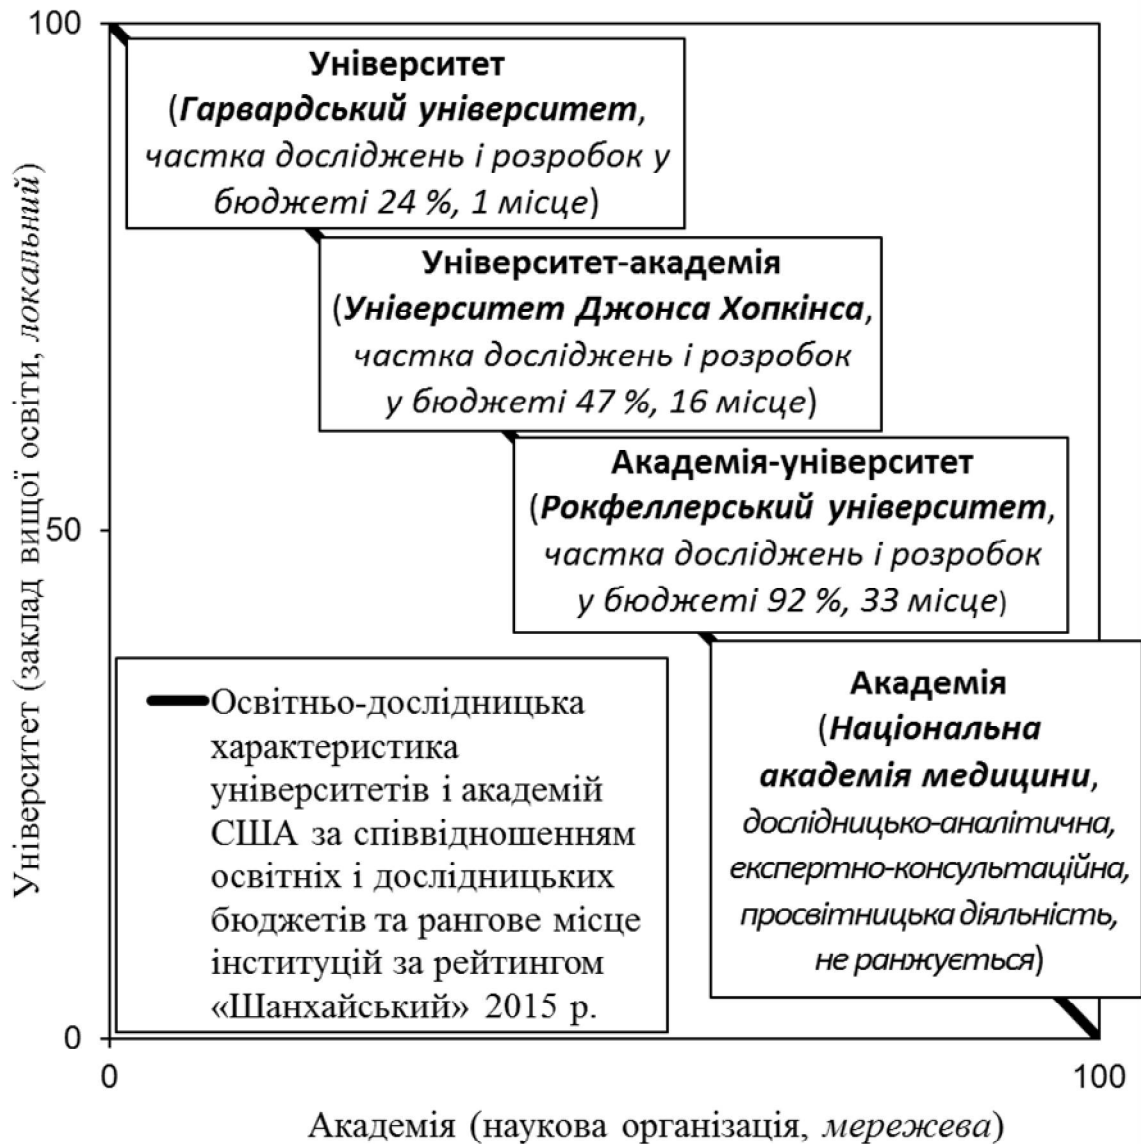 100
Університет
(Гарвардський університет,
частка досліджень і розробок у
бюджеті 24 %, 1 місце)
Університет-академія
(Університет Джонса Хопкінса,
частка досліджень і розробок
у бюджеті 47 %, 16 місце)
Академія-університет
(Рокфеллерський університет,
частка досліджень і розробок
у бюджеті 92 %, 33 місце)
Академія
(Національна
академія медицини,
дослідницько-аналітична,
експертно-консультаційна,
просвітницька діяльність,
не ранжується)
Університет (заклад вищої освіти, локальний)
50
Освітньо-дослідницька
характеристика
університетів і академій
США за співвідношенням
освітніх і дослідницьких
бюджетів та рангове місце
інституцій за рейтингом
«Шанхайський» 2015 р.
0
0
100
Академія (наукова організація, мережева)